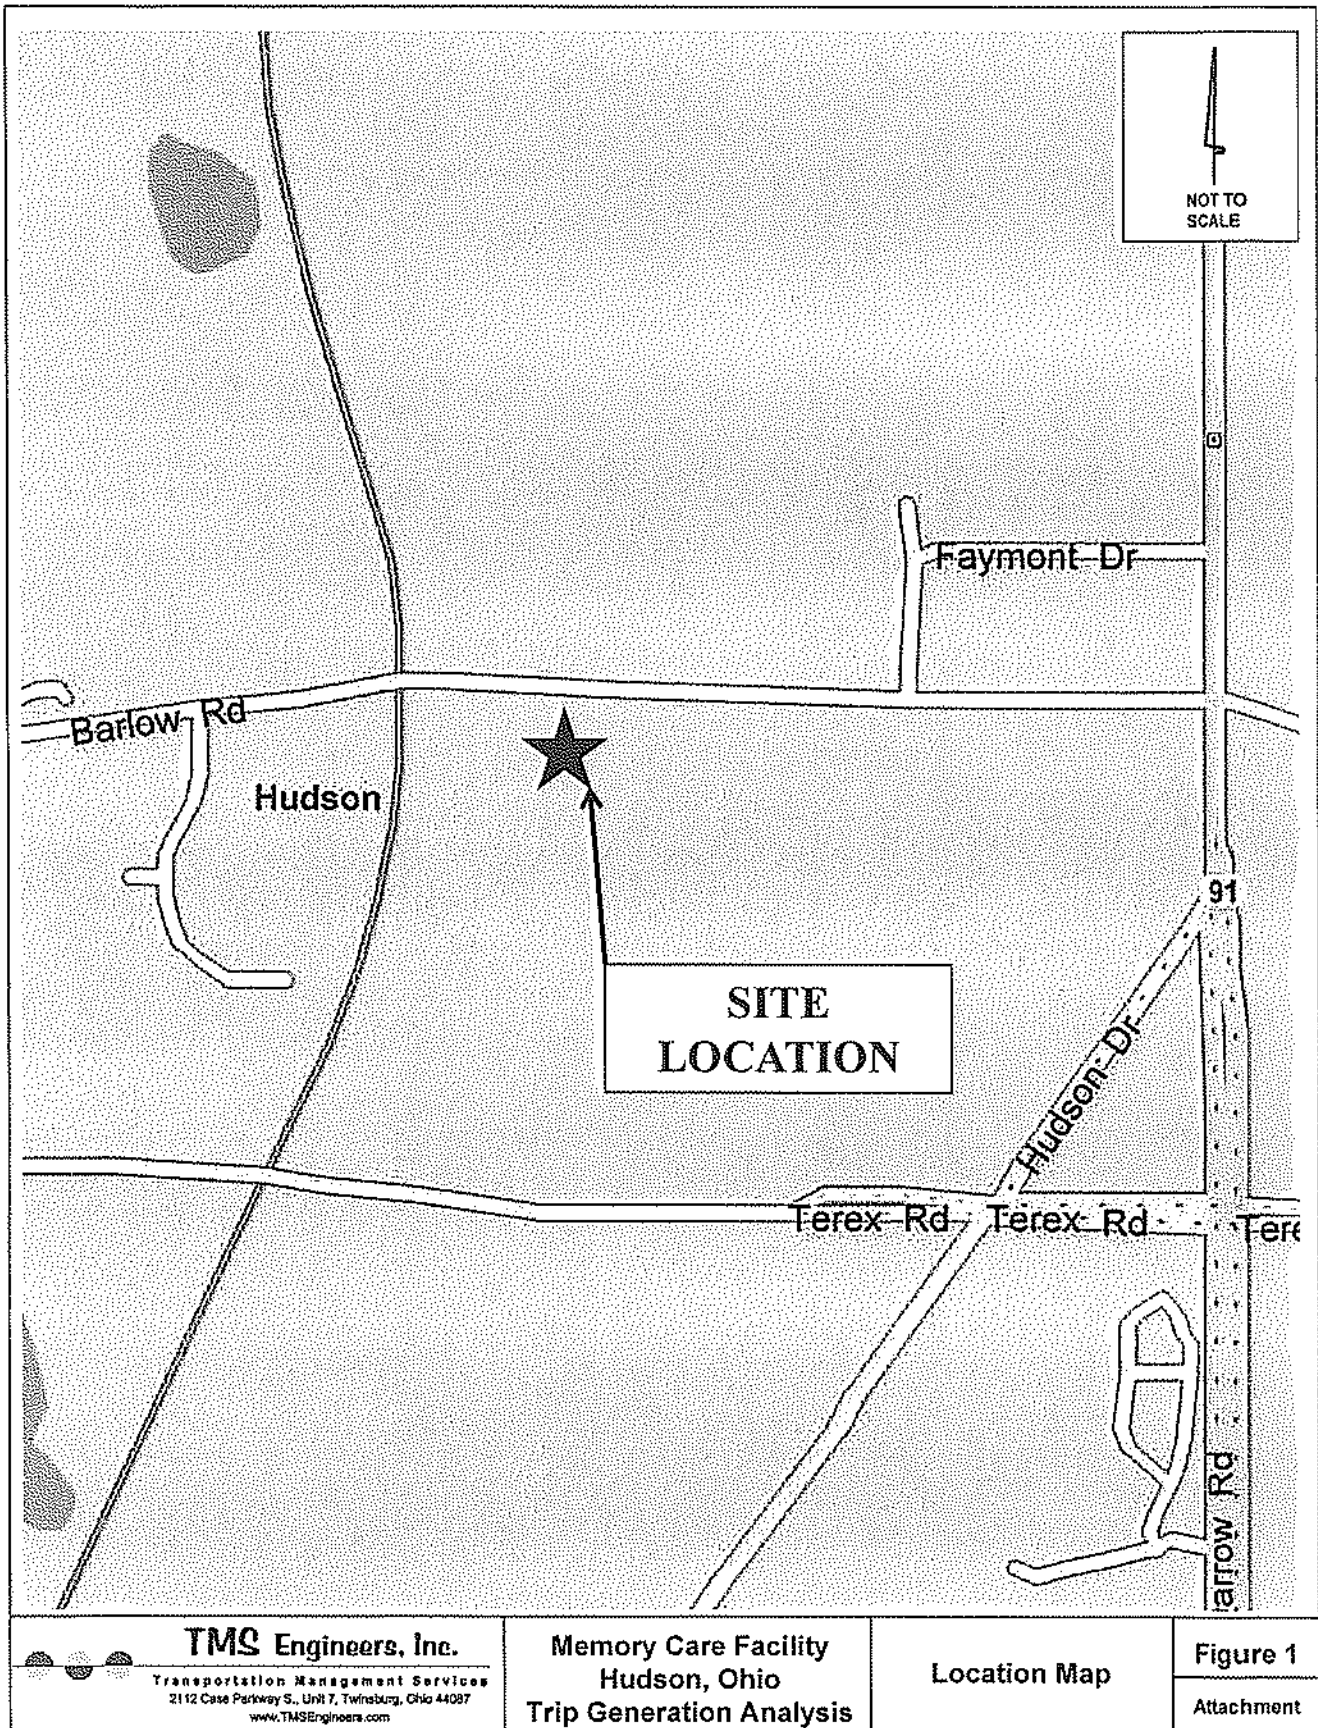 NOT TO
SCALE
Faymont Dr
Barlow Rd
Hudson
91
SITE
LOCATION
Hudson Dr
Terex Rd
Terex Rd
Tere
arrow Rd
TMS Engineers, Inc.
Transportation Management Services
2112 Case Parkway S., Unit 7, Twinsburg, Ohio 44087
www.TMSEngineers.com
Memory Care Facility
Hudson, Ohio
Trip Generation Analysis
Location Map
Figure 1
Attachment